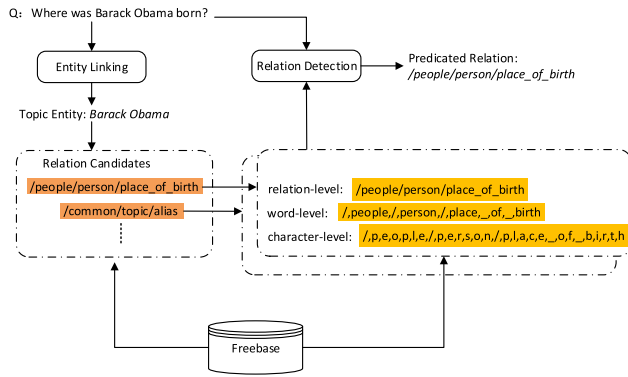 Q: Where was Barack Obama born?
Entity Linking
Relation Detection
Predicated Relation:
/people/person/place_of_birth
Topic Entity: Barack Obama
Relation Candidates
/people/person/place_of_birth
/common/topic/alias
relation-level: /people/person/place_of_birth
word-level: /,people,/,person,/,place,_,of,_,birth
character-level: /,p,e,o,p,l,e,/,p,e,r,s,o,n,/,p,l,a,c,e,_,o,f,_,b,i,r,t,h
Freebase